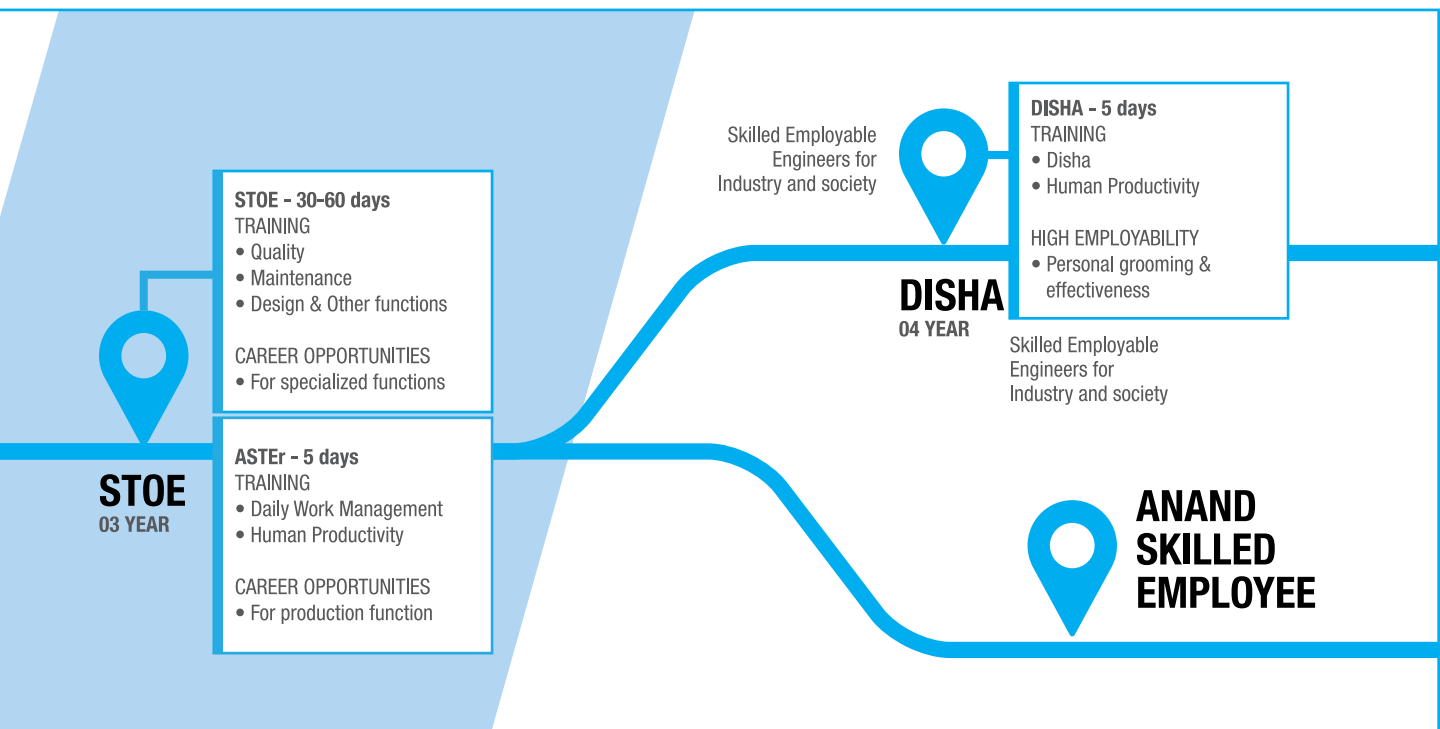 STOE - 30-60 days
TRAINING
• Quality
• Maintenance
• Design & Other functions
CAREER OPPORTUNITIES
• For specialized functions
STOE
03 YEAR
ASTEr - 5 days
TRAINING
• Daily Work Management
• Human Productivity
CAREER OPPORTUNITIES
• For production function
Skilled Employable
Engineers for
Industry and society
DISHA - 5 days
TRAINING
• Disha
• Human Productivity
HIGH EMPLOYABILITY
• Personal grooming &
effectiveness
DISHA
04 YEAR
Skilled Employable
Engineers for
Industry and society
ANAND
SKILLED
EMPLOYEE